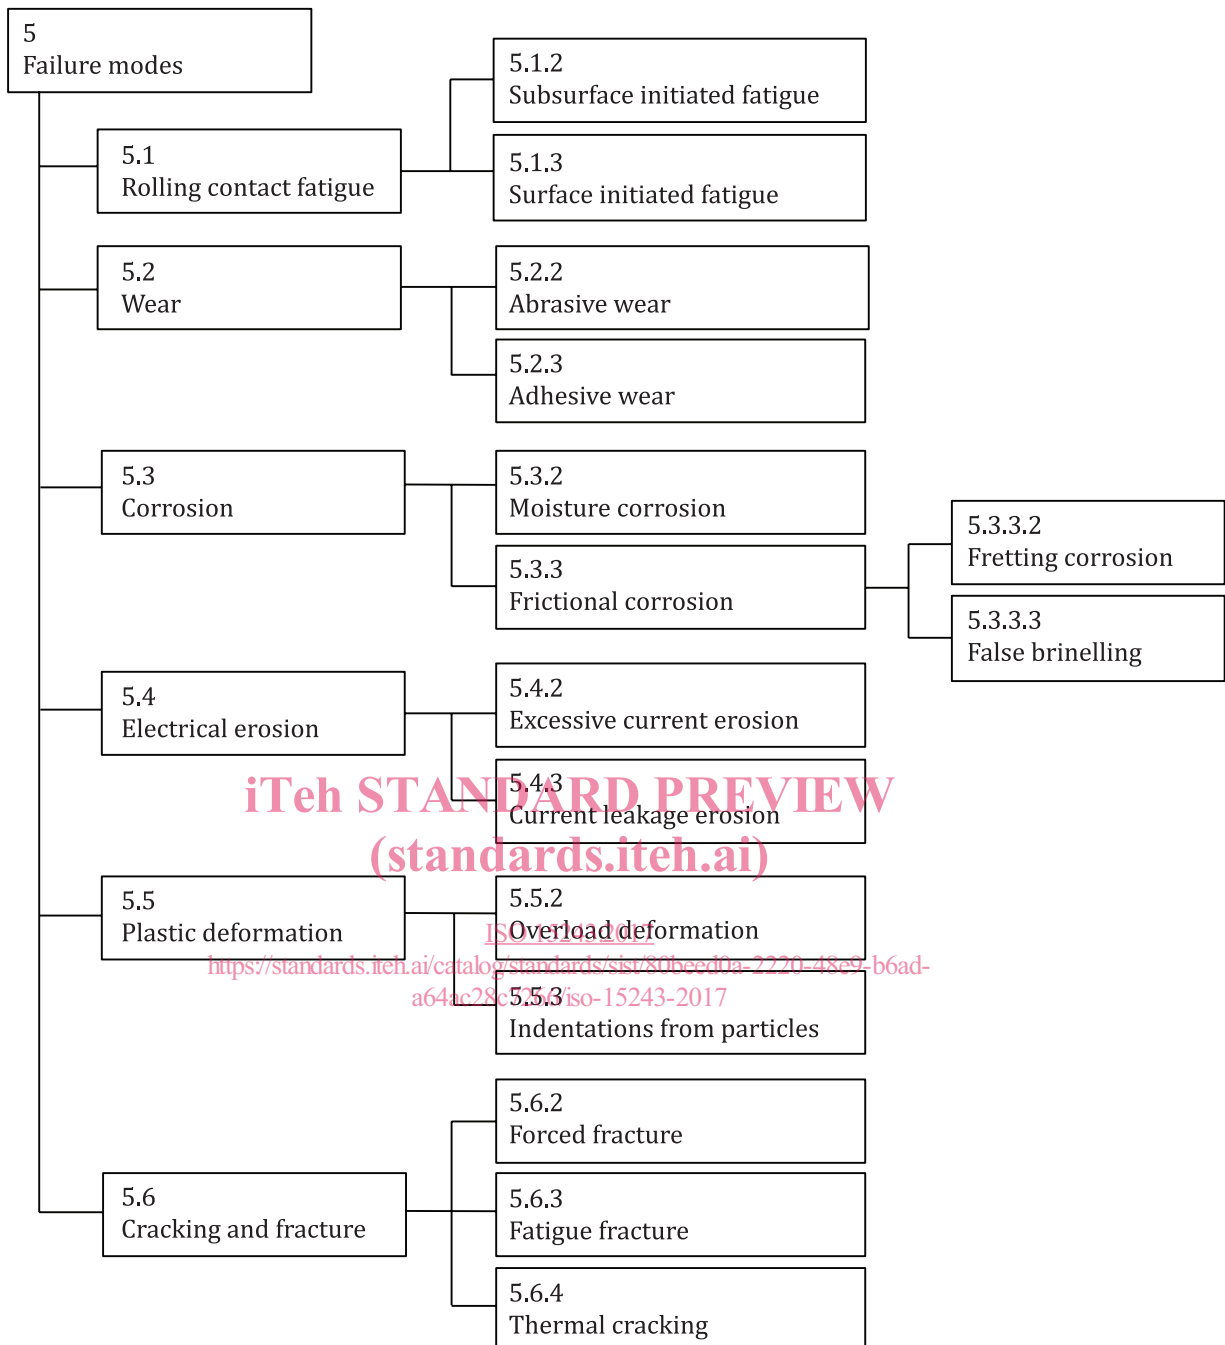 5
Failure modes
5.1
Rolling contact fatigue
5.1.2
Subsurface initiated fatigue
5.1.3
Surface initiated fatigue
5.2
Wear
5.2.2
Abrasive wear
5.2.3
Adhesive wear
5.3
Corrosion
5.3.2
Moisture corrosion
5.3.3
Frictional corrosion
5.3.3.2
Fretting corrosion
5.3.3.3
False brinelling
5.4
Electrical erosion
5.4.2
Excessive current erosion
5.4.3
Current leakage erosion
iTeh STANDARD PREVIEW
(standards.iteh.ai)
5.5
Plastic deformation
5.5.2
Overload deformation
ISO 15243:2017
https://standards.iteh.ai/catalog/standards/sist/80beed0a-2220-48e9-b6ad-
/iso-15243-2017
5.5.3
Indentations from particles
5.6
Cracking and fracture
5.6.2
Forced fracture
5.6.3
Fatigue fracture
5.6.4
Thermal cracking